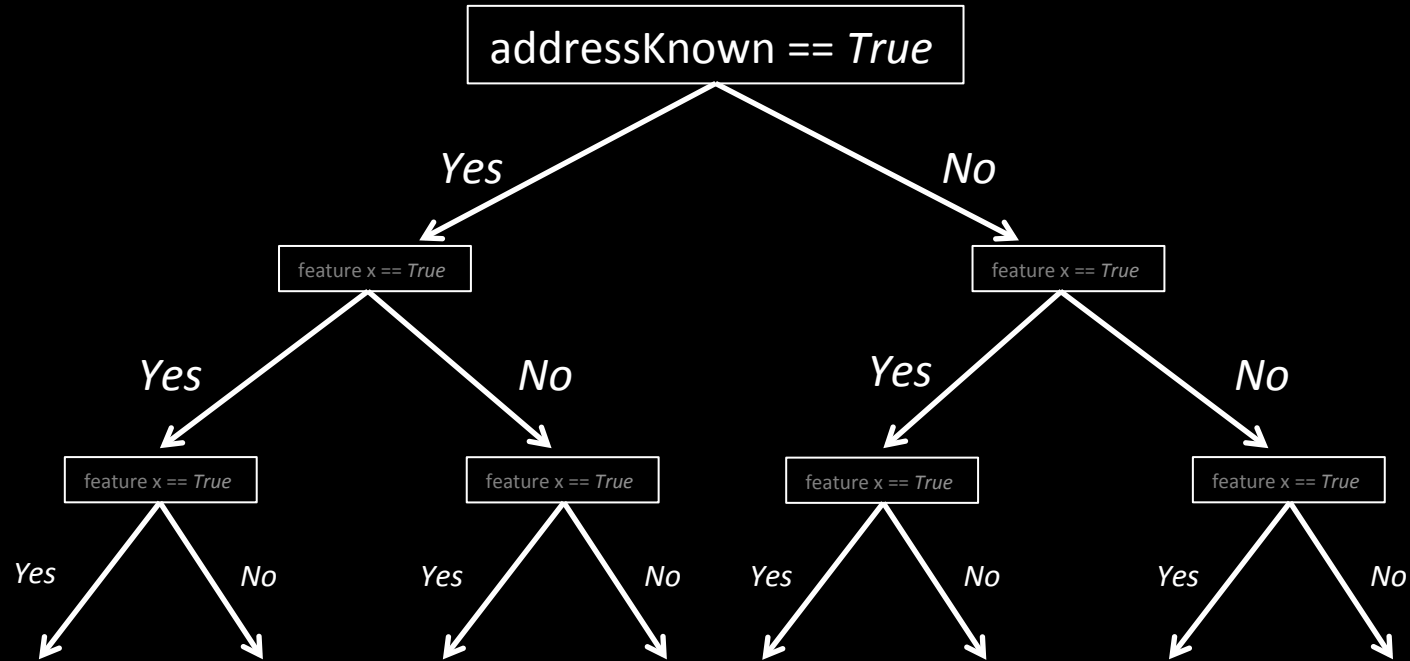 addressKnown == True
Yes
No
feature x == True
feature x == True
Yes
No
Yes
No
feature x == True
feature x == True
feature x == True
feature x == True
Yes
No
Yes
No
Yes
No
Yes
No